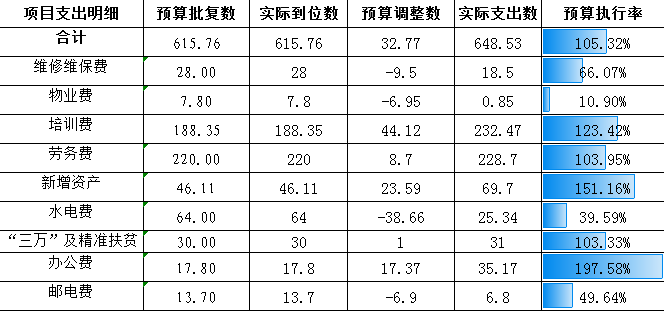 项目支出明细 预算批复数 实际到位数 预算调整数 实际支出数 预算执行率
合计 615.76 615.76 32.77 648.53 105.32%
维修维保费 28.00 28 -9.5 18.5 66.07%
物业费 7.80 7.8 -6.95 0.85 10.90%
培训费 188.35 188.35 44.12 232.47 123.42%
劳务费 220.00 220 8.7 228.7 103.95%
新增资产 46.11 46.11 23.59 69.7 151.16%
水电费 64.00 64 -38.66 25.34 39.59%
“三万”及精准扶贫 30.00 30 1 31 103.33%
办公费 17.80 17.8 17.37 35.17 197.58%
邮电费 13.70 13.7 -6.9 6.8 49.64%